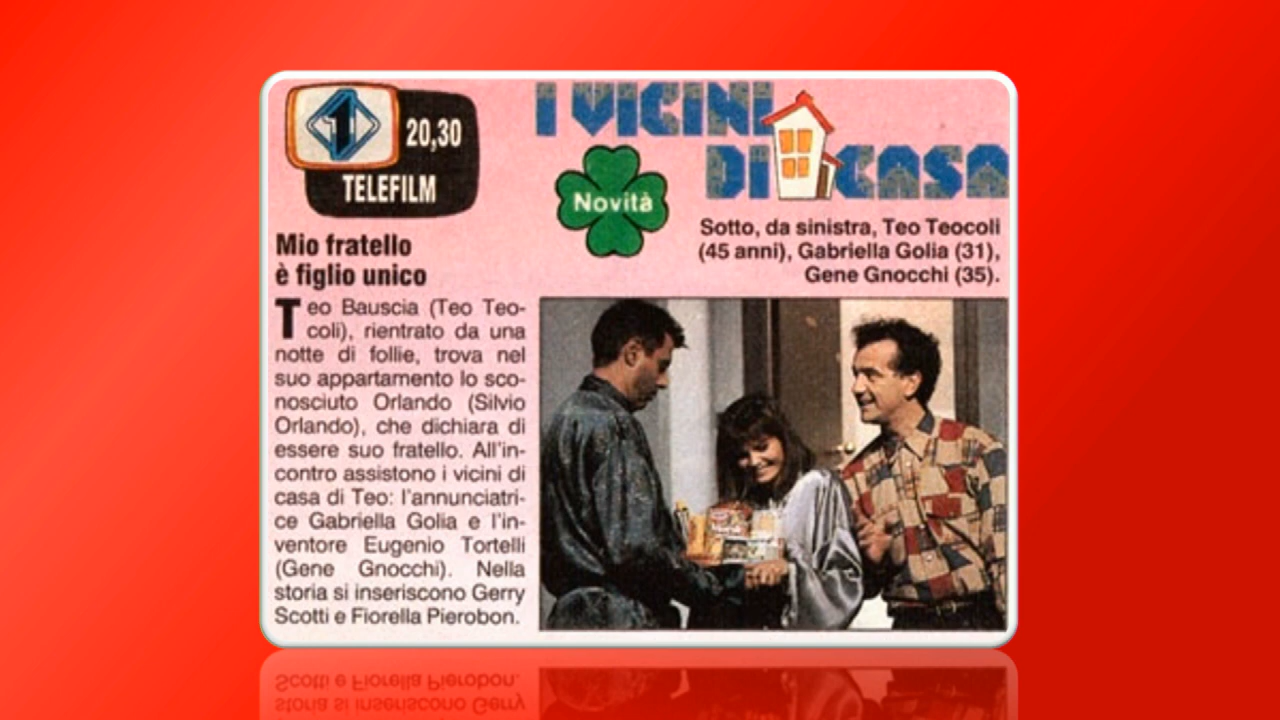 1
20,30
TELEFILM
I VICINI
DI CASA
Novità
Sotto, da sinistra, Teo Teocoli
(45 anni), Gabriella Golia (31),
Gene Gnocchi (35).
Mio fratello
è figlio unico
Teo Bauscia (Teo Teo-
coli), rientrato da una
notte di follie, trova nel
suo appartamento lo sco-
nosciuto Orlando (Silvio
Orlando), che dichiara di
essere suo fratello. All'in-
contro assistono i vicini di
casa di Teo: l'annunciatri-
ce Gabriella Golia e l'in-
ventore Eugenio Tortelli
(Gene Gnocchi). Nella
storia si inseriscono Gerry
Scotti e Fiorella Pierobon.